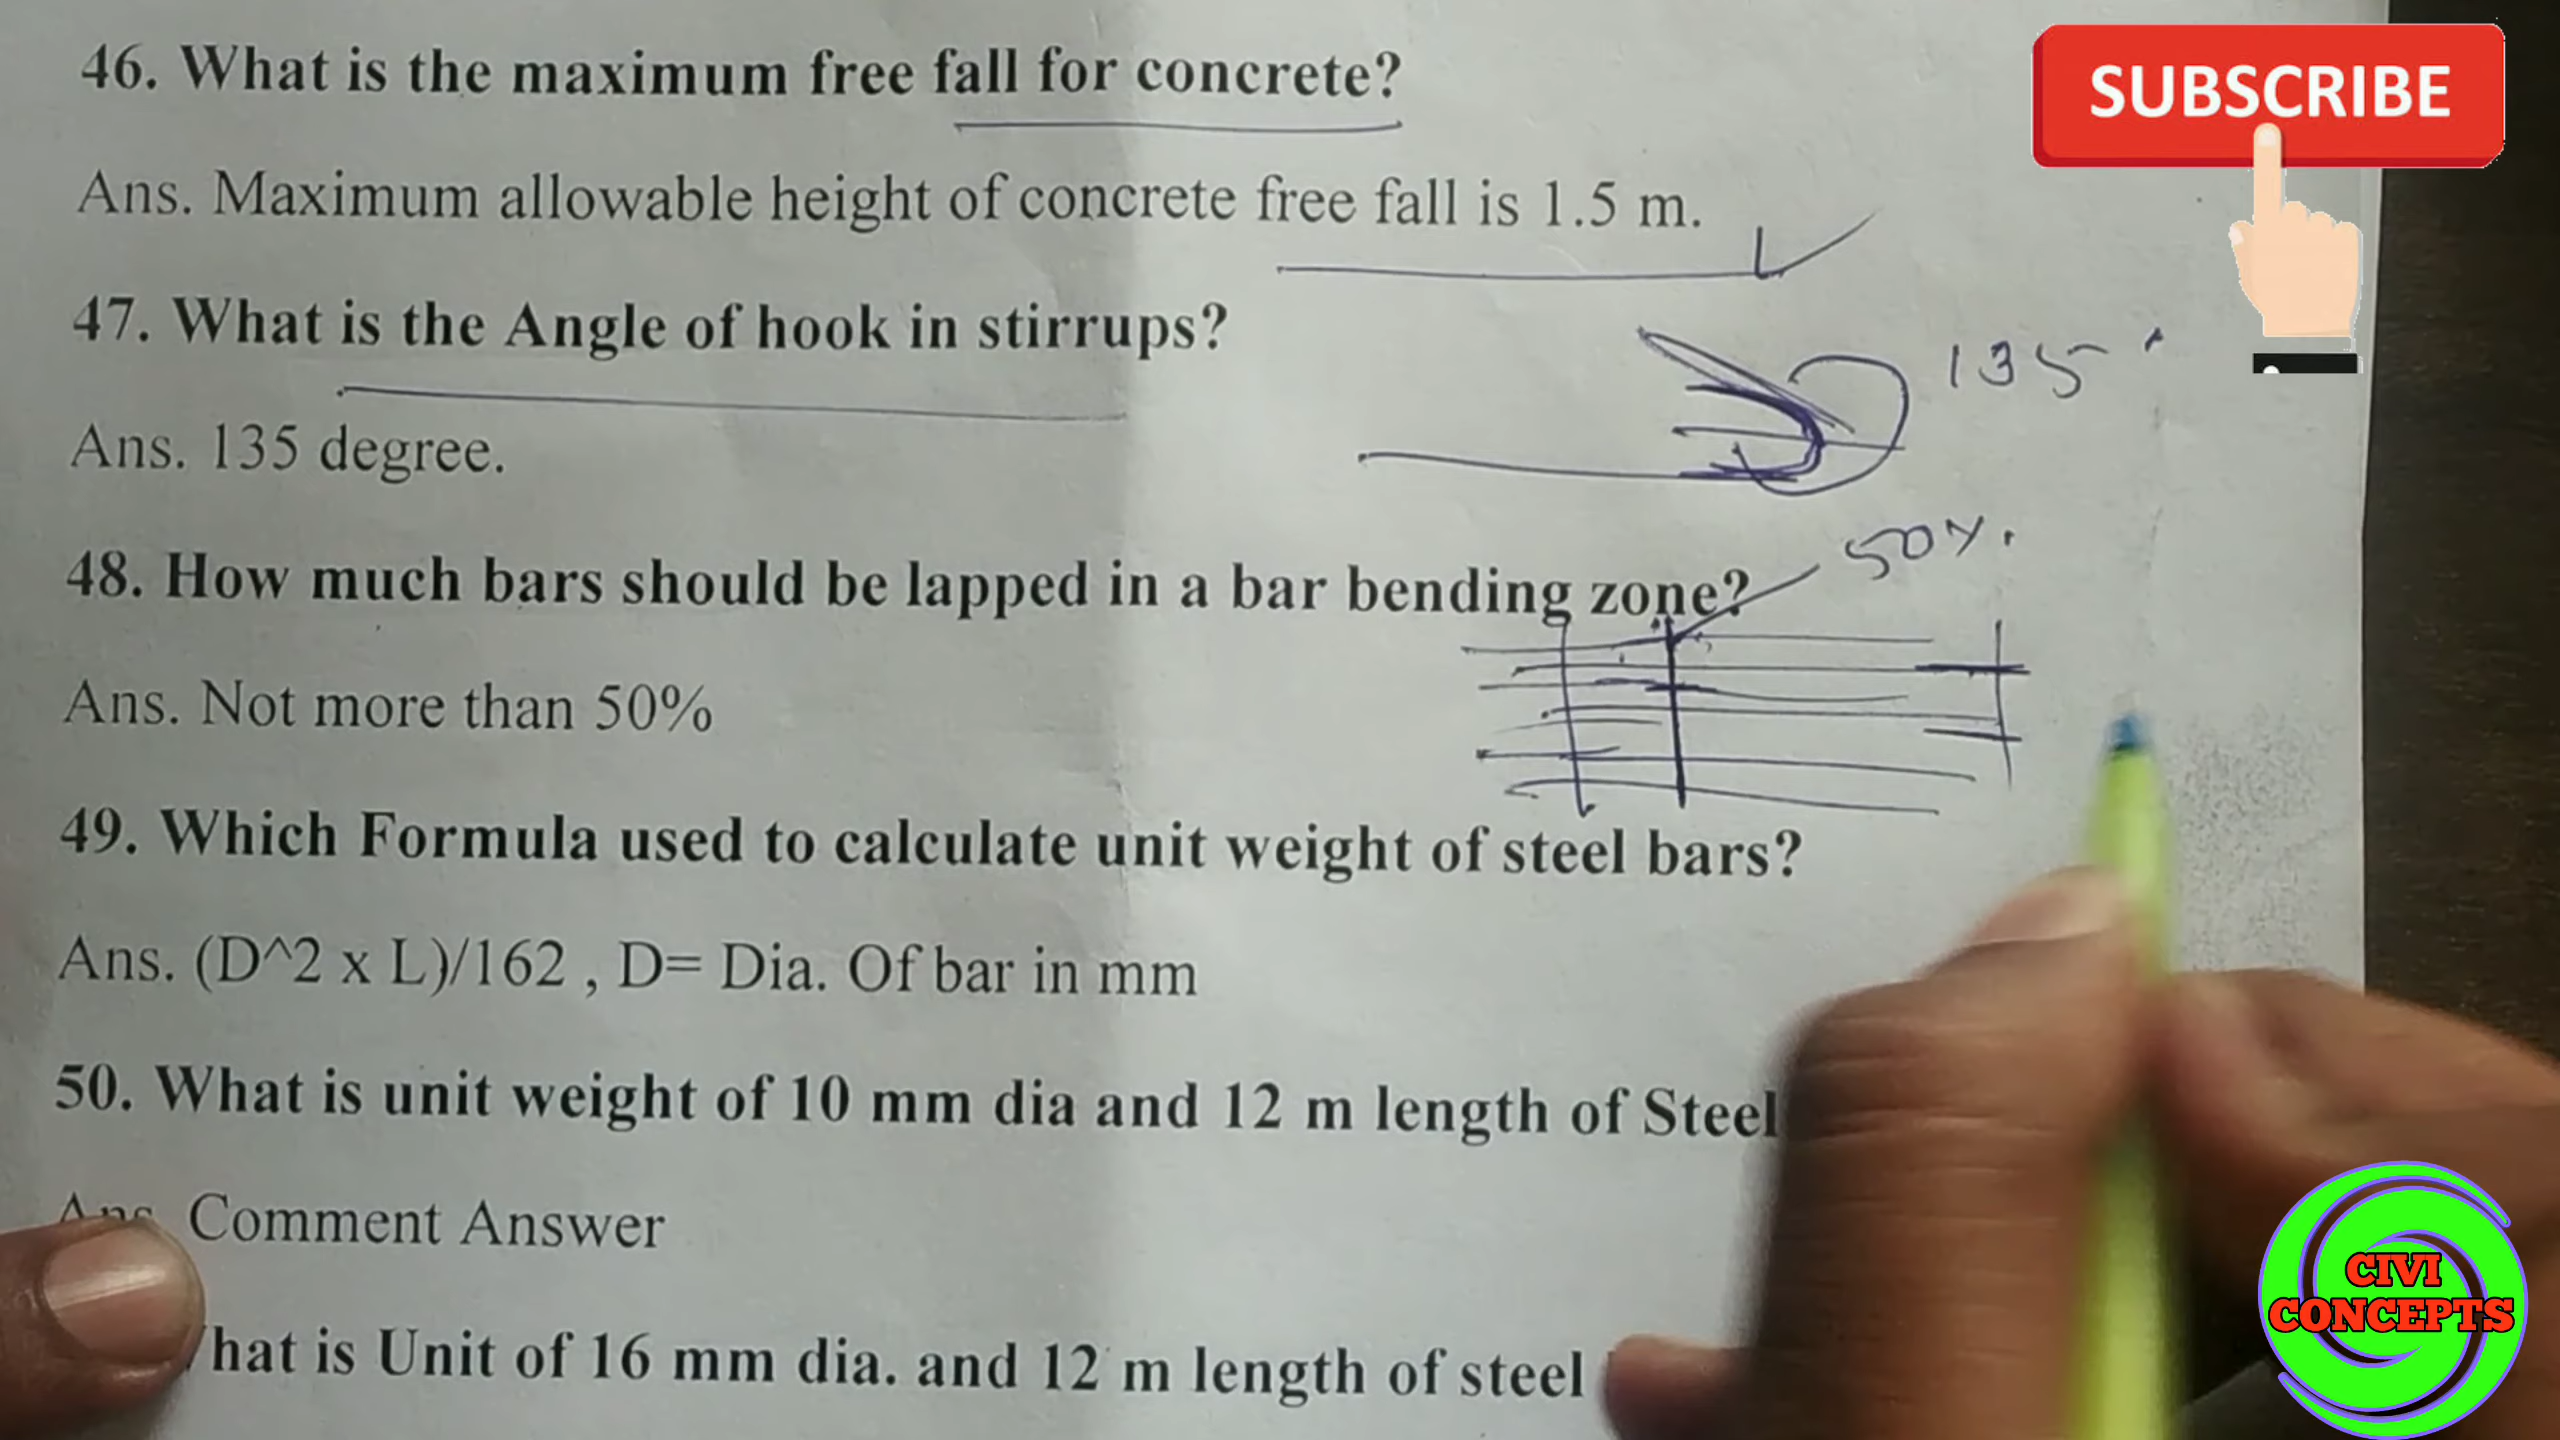 46. What is the maximum free fall for concrete?
SUBSCRIBE
Ans. Maximum allowable height of concrete free fall is 1.5 m.
47. What is the Angle of hook in stirrups?
135°
Ans. 135 degree.
50%.
48. How much bars should be lapped in a bar bending zone?
Ans. Not more than 50%
49. Which Formula used to calculate unit weight of steel bars?
Ans. (D^2 x L)/162 , D= Dia. Of bar in mm
50. What is unit weight of 10 mm dia and 12 m length of Steel
Ans. Comment Answer
hat is Unit of 16 mm dia. and 12 m length of steel
CIVI
CONCEPTS